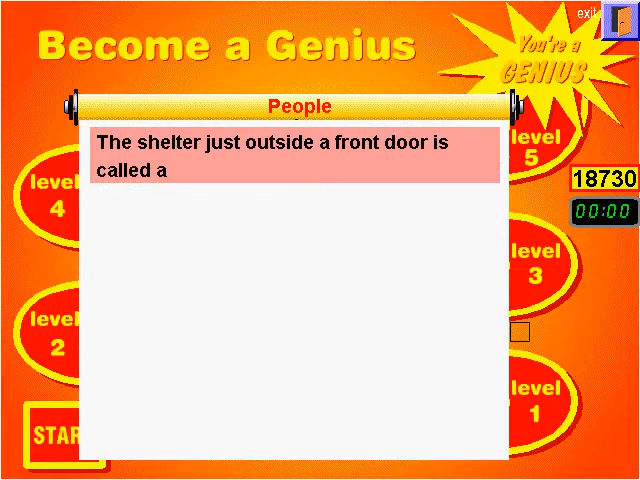 exit
Become a Genius
You're a
GENIUS
People
The shelter just outside a front door is
called a
level
5
level
4
18730
00:00
level
3
level
2
level
1
STAR